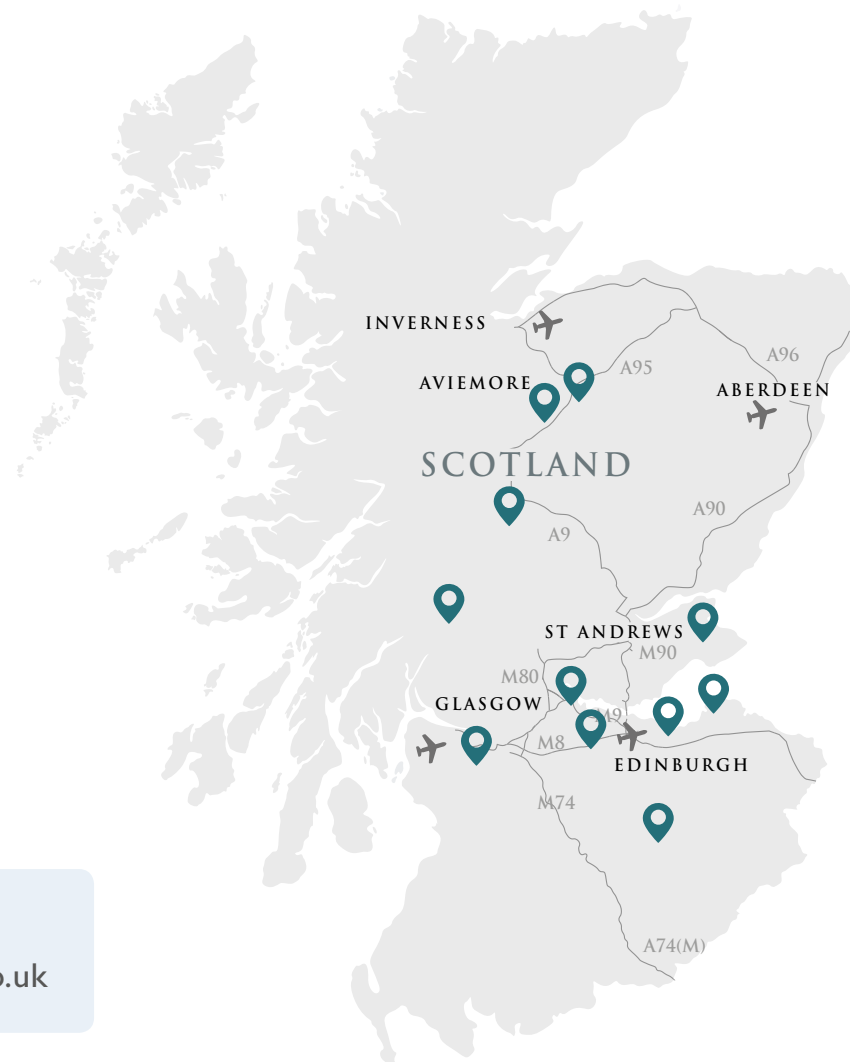 INVERNESS
A96
A95
AVIEMORE
ABERDEEN
SCOTLAND
A90
A9
ST ANDREWS
M90
M80
GLASGOW
M9
M8
EDINBURGH
M74
A74(M)
.uk